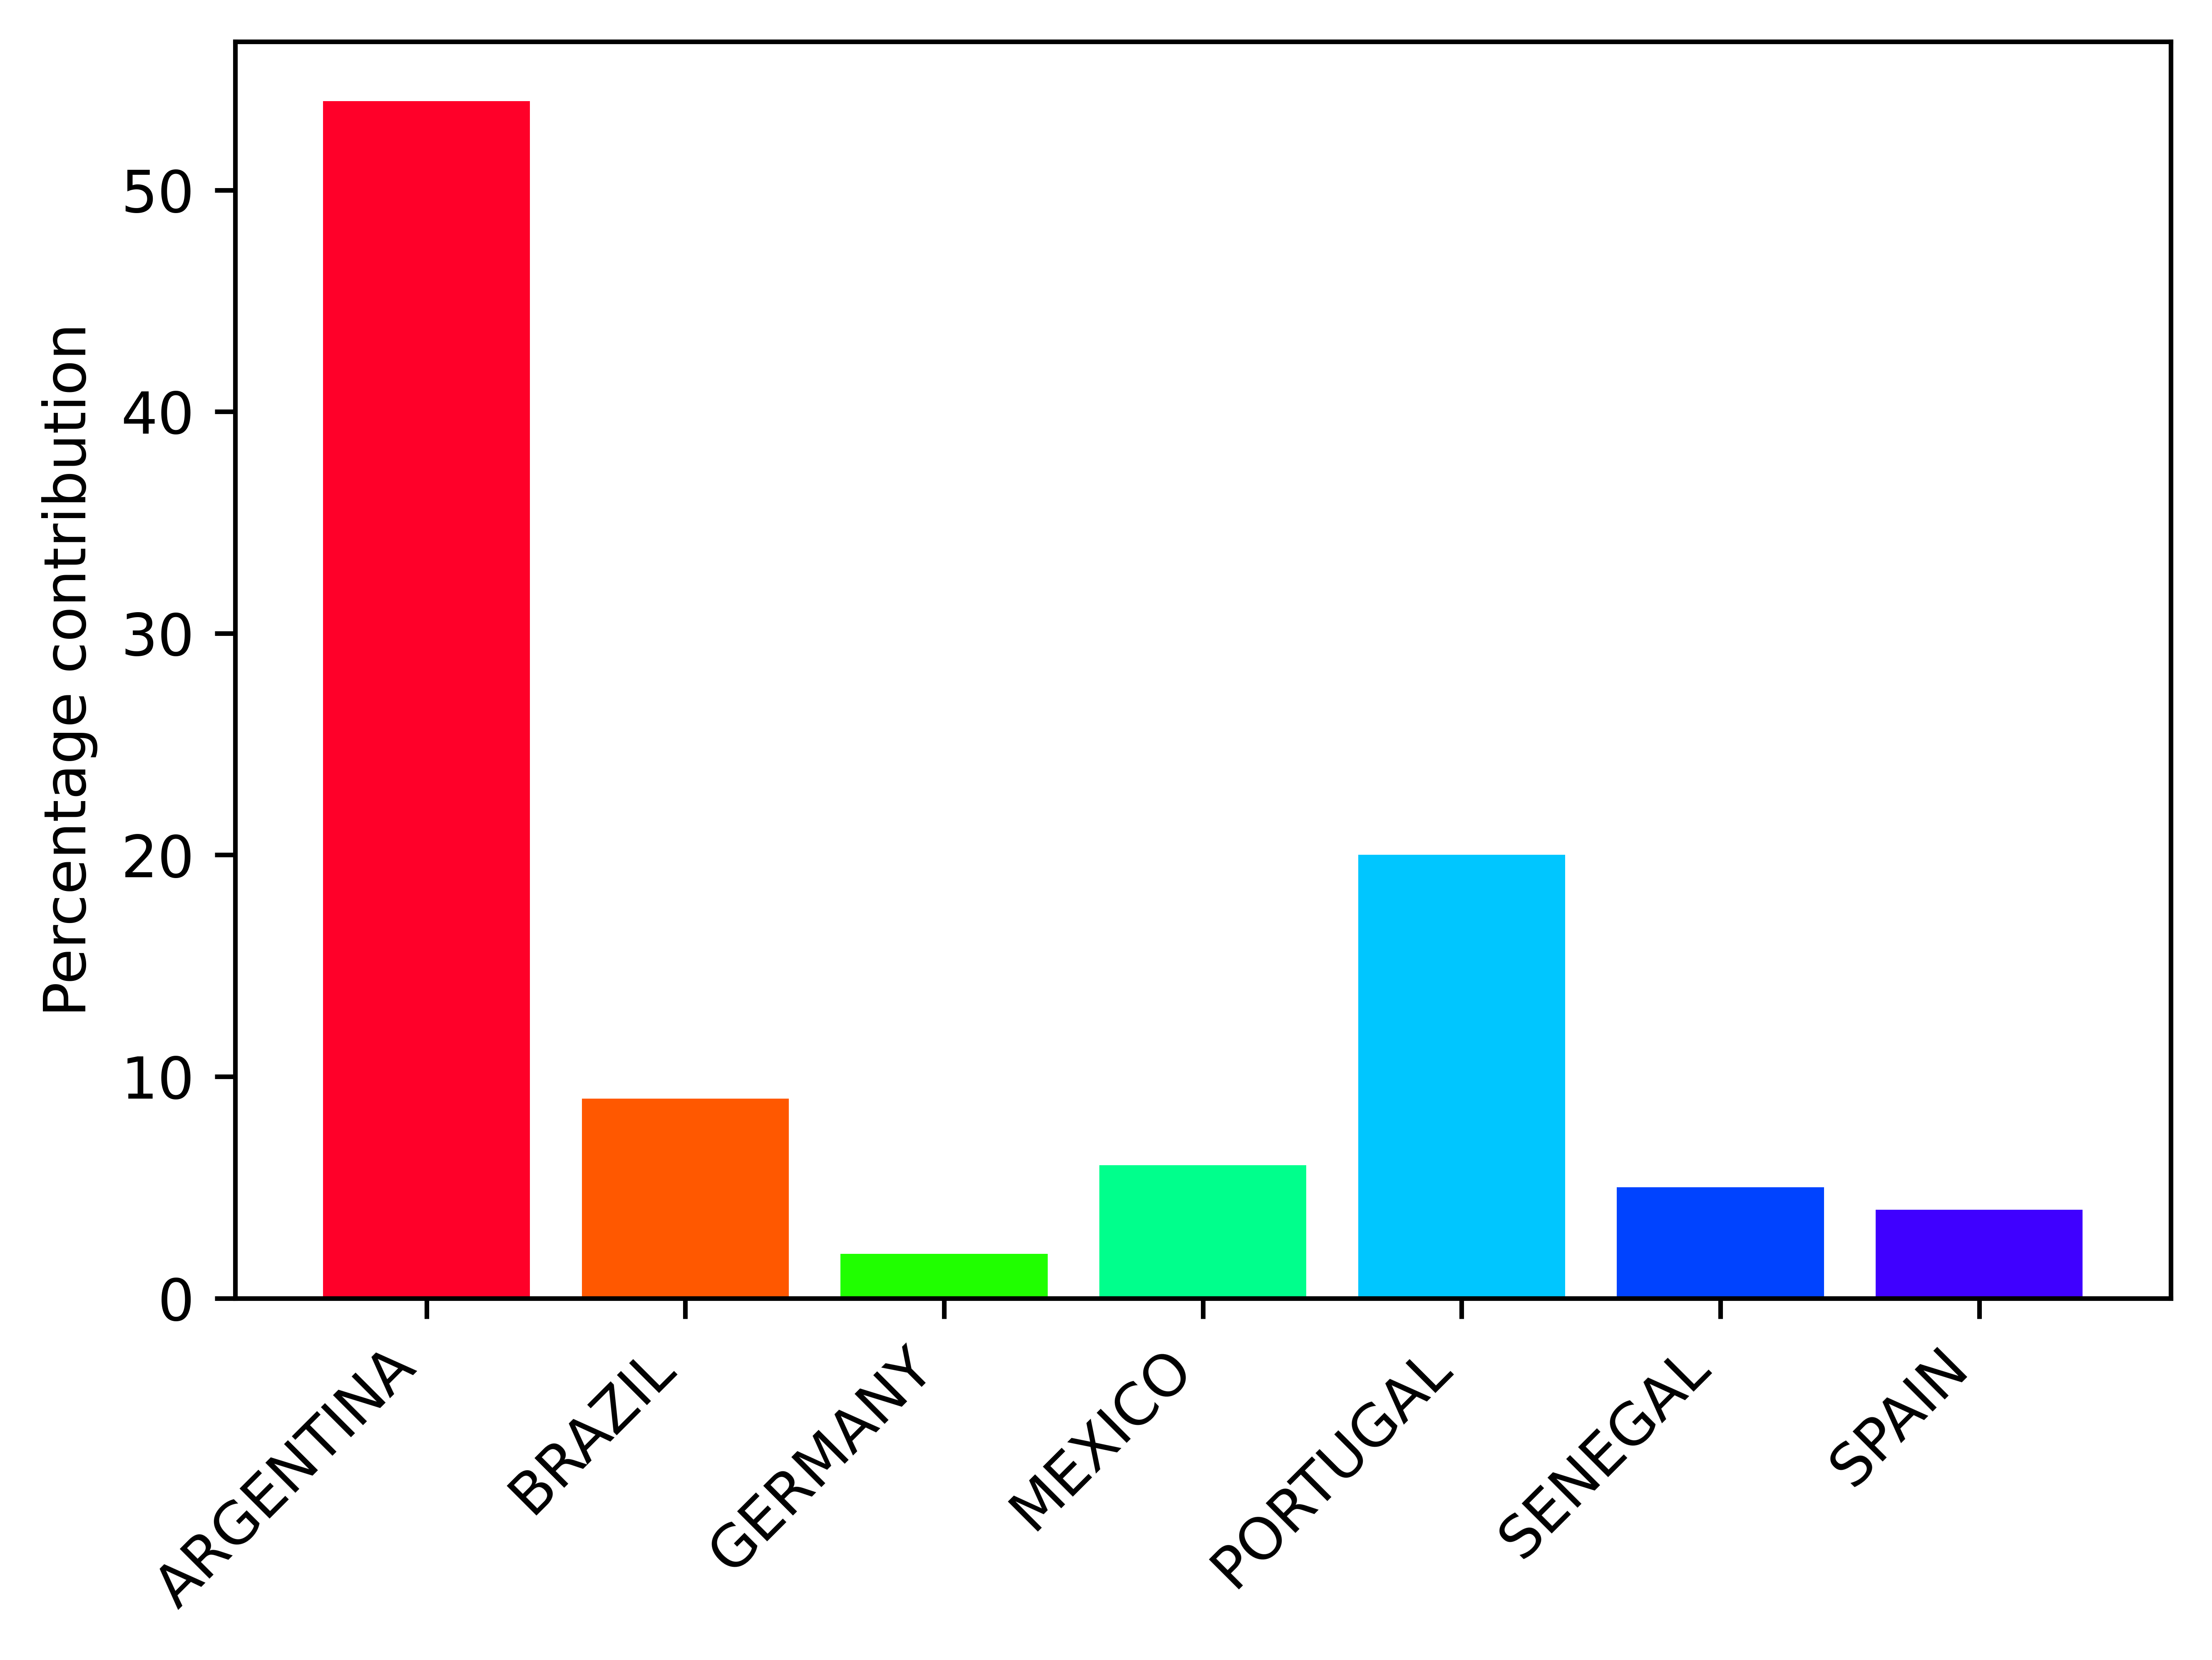 Percentage contribution
50
40
30
20
10
0
ARGENTINA
BRAZIL
GERMANY
MEXICO
PORTUGAL
SENEGAL
SPAIN